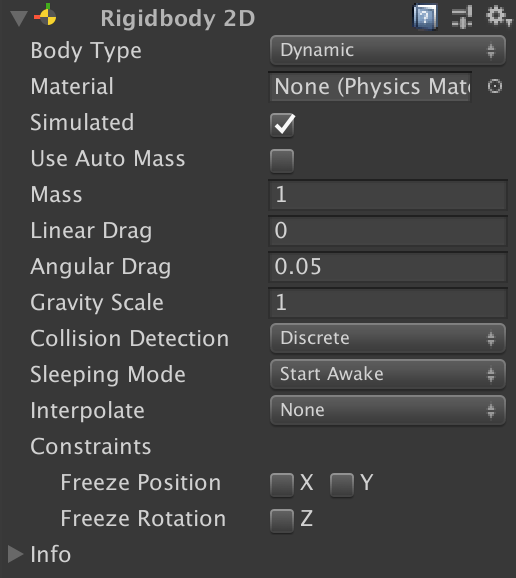 Rigidbody 2D
Body Type Dynamic
Material None (Physics Mat
Simulated
Use Auto Mass
Mass 1
Linear Drag 0
Angular Drag 0.05
Gravity Scale 1
Collision Detection Discrete
Sleeping Mode Start Awake
Interpolate None
Constraints
Freeze Position X Y
Freeze Rotation Z
Info